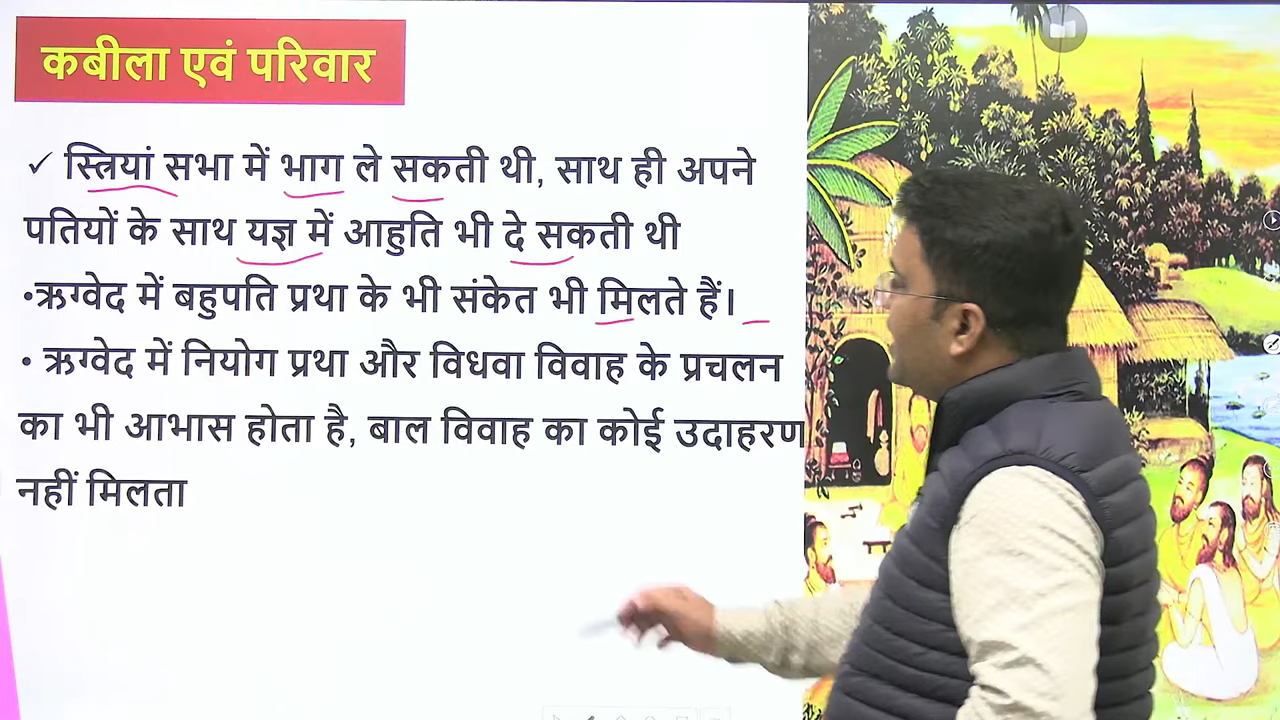 कबीला एवं परिवार
✓ स्त्रियां सभा में भाग ले सकती थी, साथ ही अपने
पतियों के साथ यज्ञ में आहुति भी दे सकती थी
•ऋग्वेद में बहुपति प्रथा के भी संकेत भी मिलते हैं।
• ऋग्वेद में नियोग प्रथा और विधवा विवाह के प्रचलन
का भी आभास होता है, बाल विवाह का कोई उदाहरण
नहीं मिलता